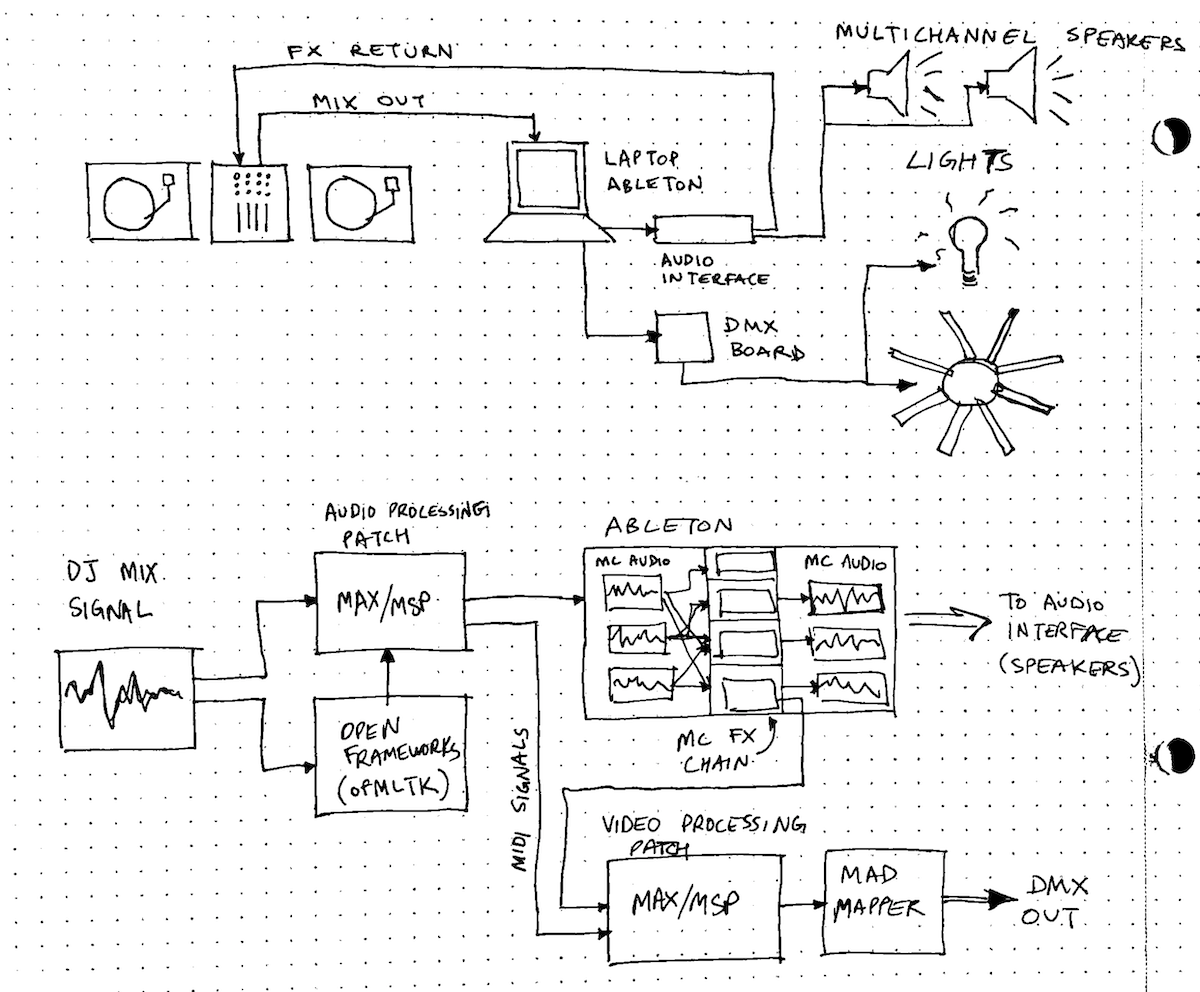 FX RETURN
MULTICHANNEL SPEAKERS
MIX OUT
LAPTOP
ABLETON
LIGHTS
AUDIO
INTERFACE
DMX
BOARD
AUDIO PROCESSING
PATCH
ABLETON
DJ MIX
SIGNAL
MAX/MSP
MC AUDIO
MC AUDIO
TO AUDIO
INTERFACE
(SPEAKERS)
OPEN
FRAMEWORKS
(OFMLTK)
MC FX
CHAIN
MIDI SIGNALS
VIDEO PROCESSING
PATCH
MAX/MSP
MAD
MAPPER
DMX
OUT